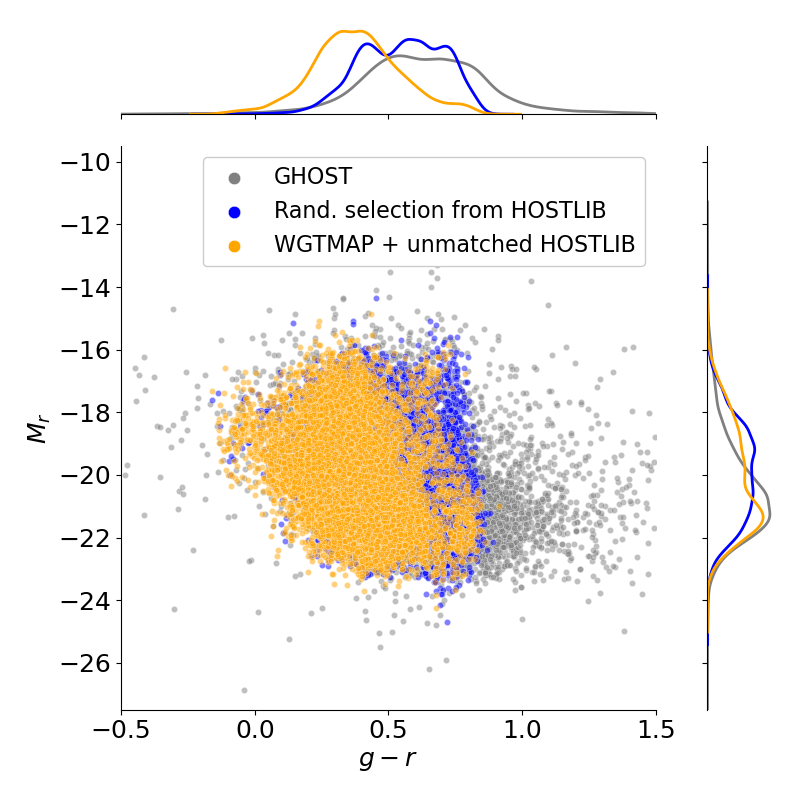 GHOST
Rand. selection from HOSTLIB
WGTMAP + unmatched HOSTLIB
−10
−12
−14
−16
−18
−20
−22
−24
−26
M_r
−0.5
0.0
0.5
1.0
1.5
g − r